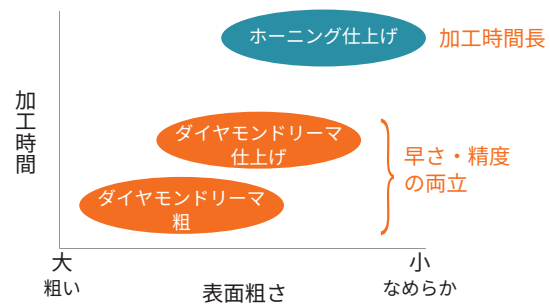 ホーニング仕上げ
加工時間長
加工時間
ダイヤモンドリーマ
仕上げ
早さ・精度
の両立
ダイヤモンドリーマ
粗
大
小
粗い
表面粗さ
なめらか